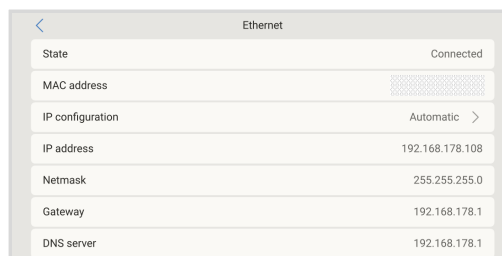 Ethernet
State Connected
MAC address
IP configuration Automatic
IP address 192.168.178.108
Netmask 255.255.255.0
Gateway 192.168.178.1
DNS server 192.168.178.1